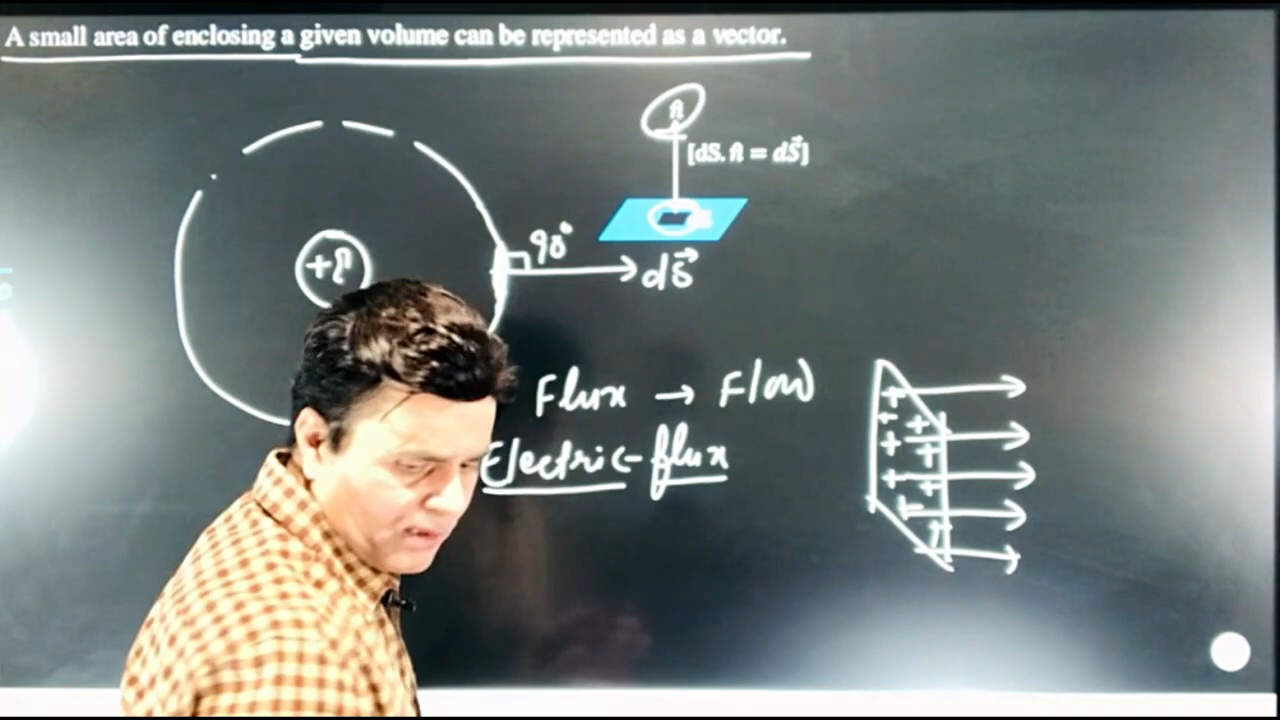 A small area of enclosing a given volume can be represented as a vector.
n̂
[dS. n̂ = dS⃗]
90°
+q
dS⃗
Flux → Flow
Electric-flux
+
+ +
+ +
+ +
+